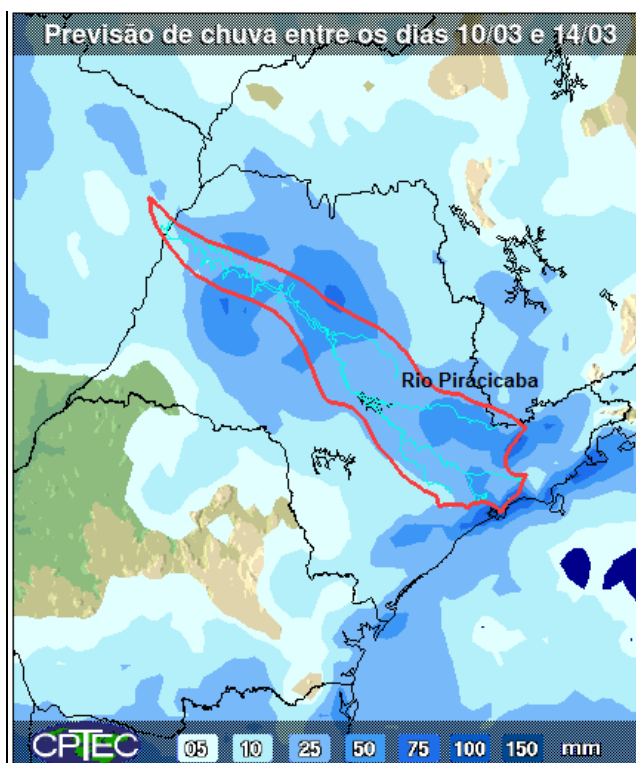 Previsão de chuva entre os dias 10/03 e 14/03
Rio Piracicaba
CPTEC 05 10 25 50 75 100 150 mm